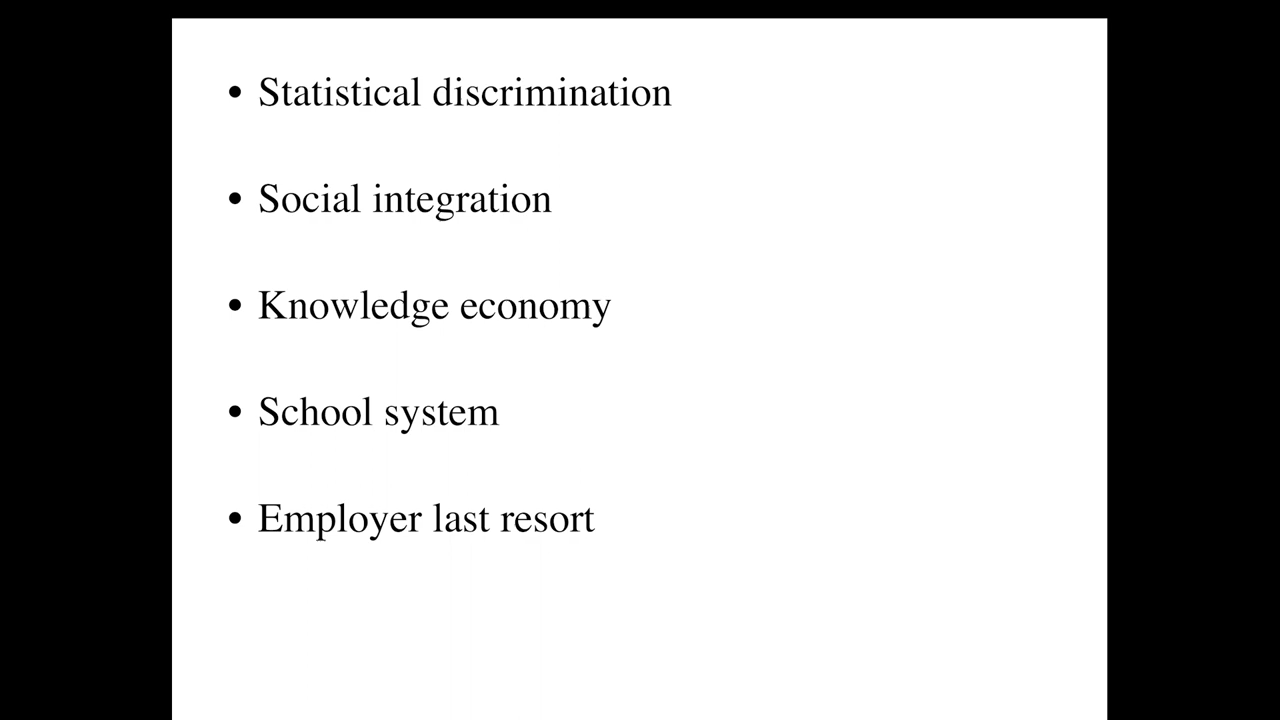 • Statistical discrimination
• Social integration
• Knowledge economy
• School system
• Employer last resort